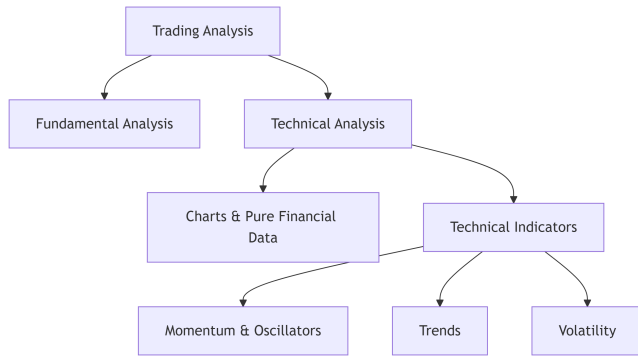 Trading Analysis
Fundamental Analysis
Technical Analysis
Charts & Pure Financial
Data
Technical Indicators
Momentum & Oscillators
Trends
Volatility